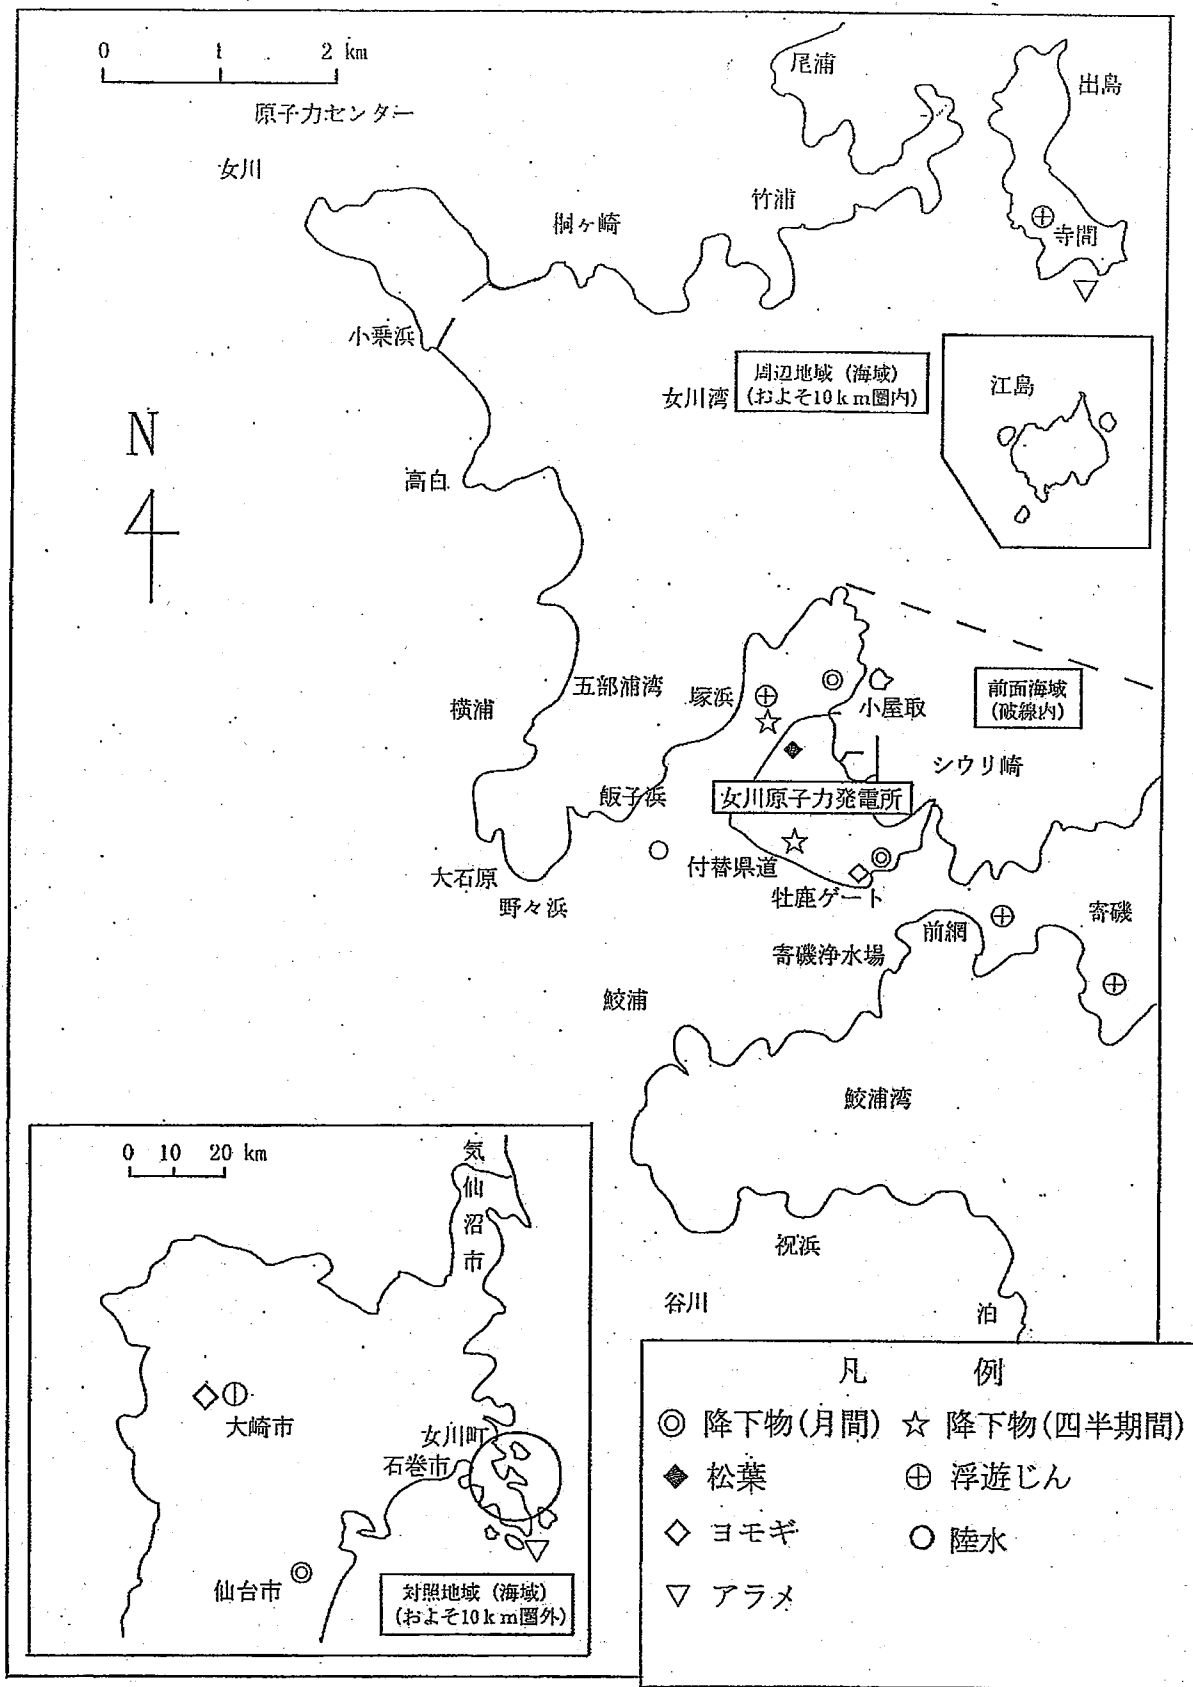 0 1 2 km
原子力センター
女川
尾浦
出島
竹浦
桐ヶ崎
寺間
小乗浜
女川湾
周辺地域（海域）
（およそ10ｋｍ圏内）
江島
N
高白
五部浦湾
塚浜
横浦
小屋取
前面海域
（破線内）
シウリ崎
飯子浜
女川原子力発電所
大石原
野々浜
付替県道
牡鹿ゲート
前網
寄磯
寄磯浄水場
鮫浦
鮫浦湾
祝浜
谷川
泊
0 10 20 km
気仙沼市
大崎市
女川町
石巻市
仙台市
対照地域（海域）
（およそ10ｋｍ圏外）
凡 例
◎ 降下物(月間) ☆ 降下物(四半期間)
◆ 松葉 ⊕ 浮遊じん
◇ ヨモギ ○ 陸水
▽ アラメ